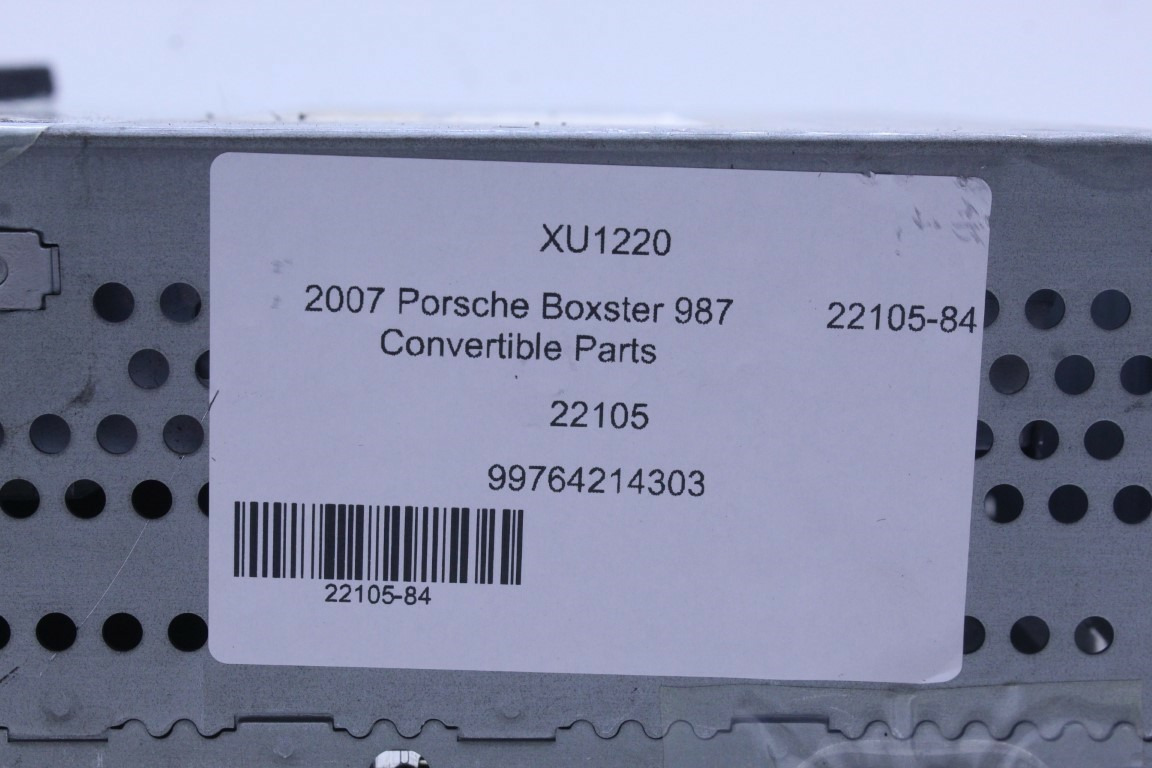 XU1220
2007 Porsche Boxster 987
Convertible Parts
22105-84
22105
99764214303
22105-84